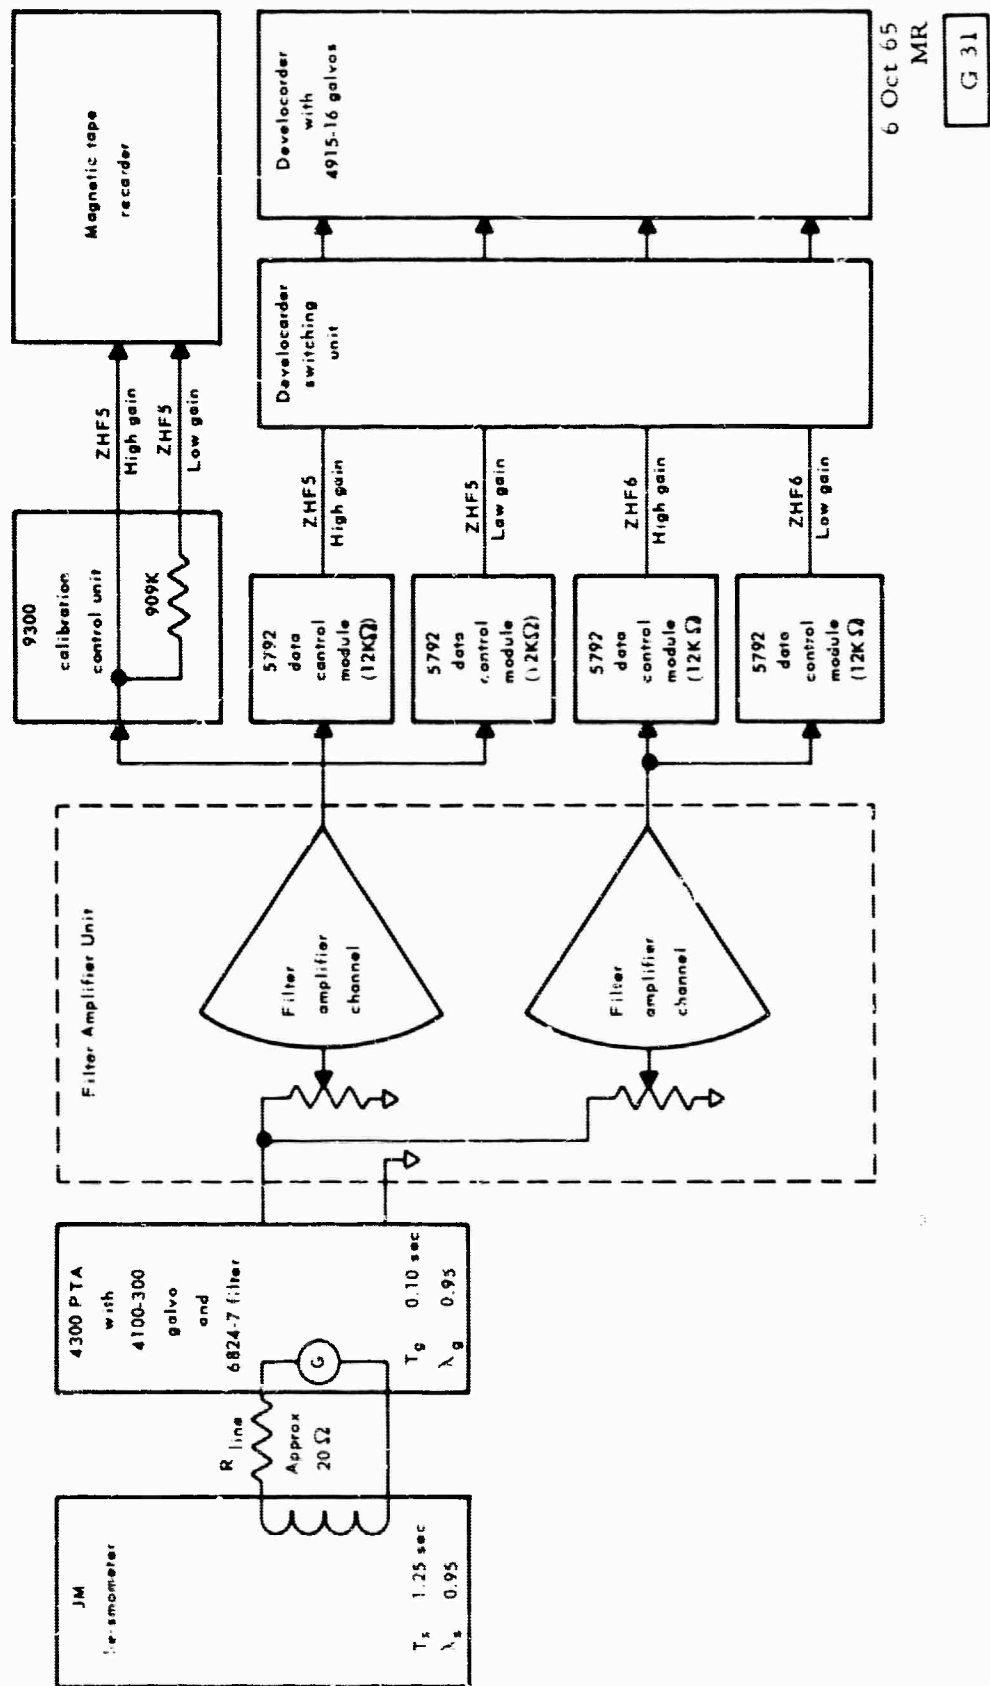 JM
T_s 1.25 sec
λ_s 0.95
R line
Approx
20 Ω
4300 PTA
with
4100-300
galvo
and
6824-7 filter
G
T_g 0.10 sec
λ_g 0.95
Filter Amplifier Unit
Filter
amplifier
channel
Filter
amplifier
channel
9300
calibration
control unit
909K
5792
data
control
module
(12KΩ)
5792
data
control
module
(12KΩ)
5792
data
control
module
(12K Ω)
5792
data
control
module
(12K Ω)
ZHF5
High gain
ZHF5
Low gain
ZHF5
High gain
ZHF5
Low gain
ZHF6
High gain
ZHF6
Low gain
Magnetic tape
recorder
Develocorder
switching
unit
Develocorder
with
4915-16 galvos
6 Oct 65
MR
G 31